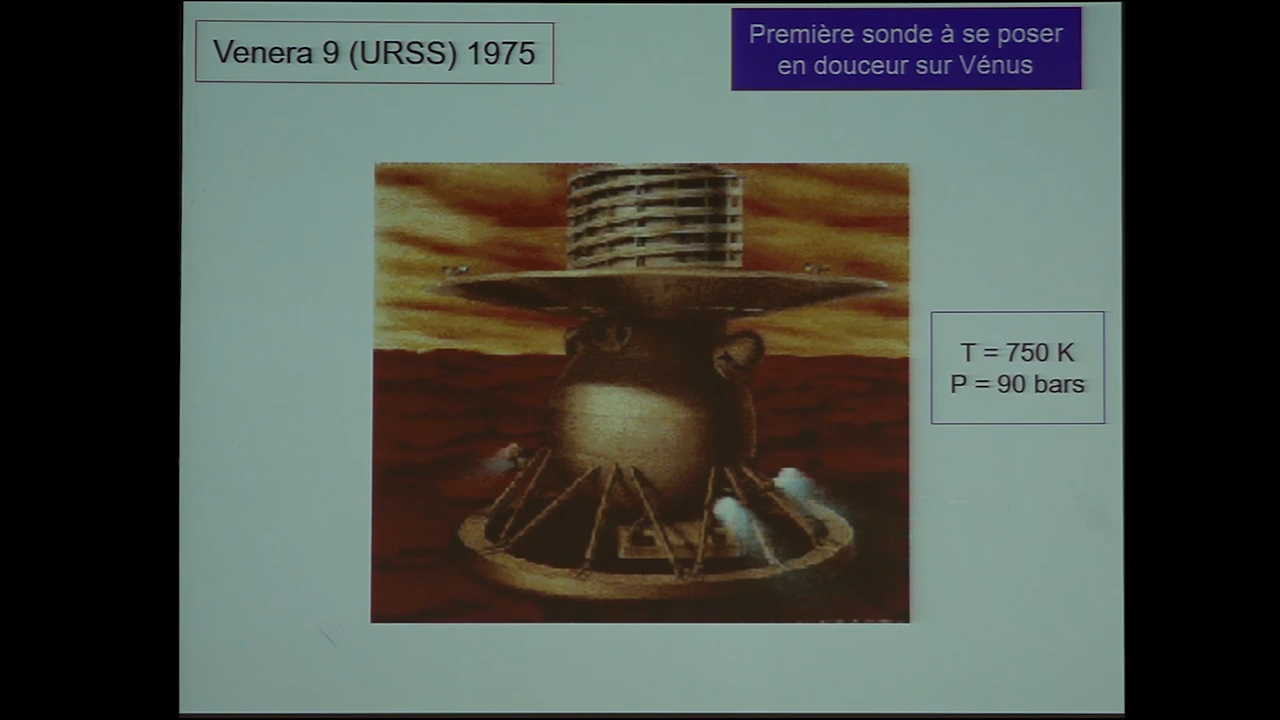 Venera 9 (URSS) 1975
Première sonde à se poser
en douceur sur Vénus
T = 750 K
P = 90 bars